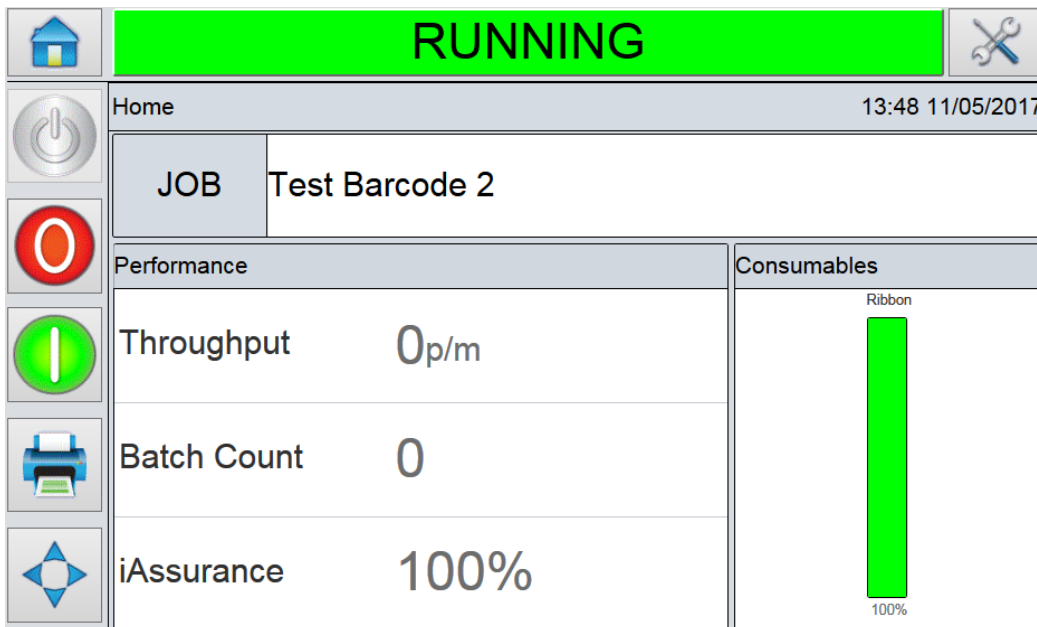 RUNNING
Home 13:48 11/05/2017
JOB Test Barcode 2
Performance
Consumables
Throughput 0p/m
Batch Count 0
iAssurance 100%
Ribbon
100%